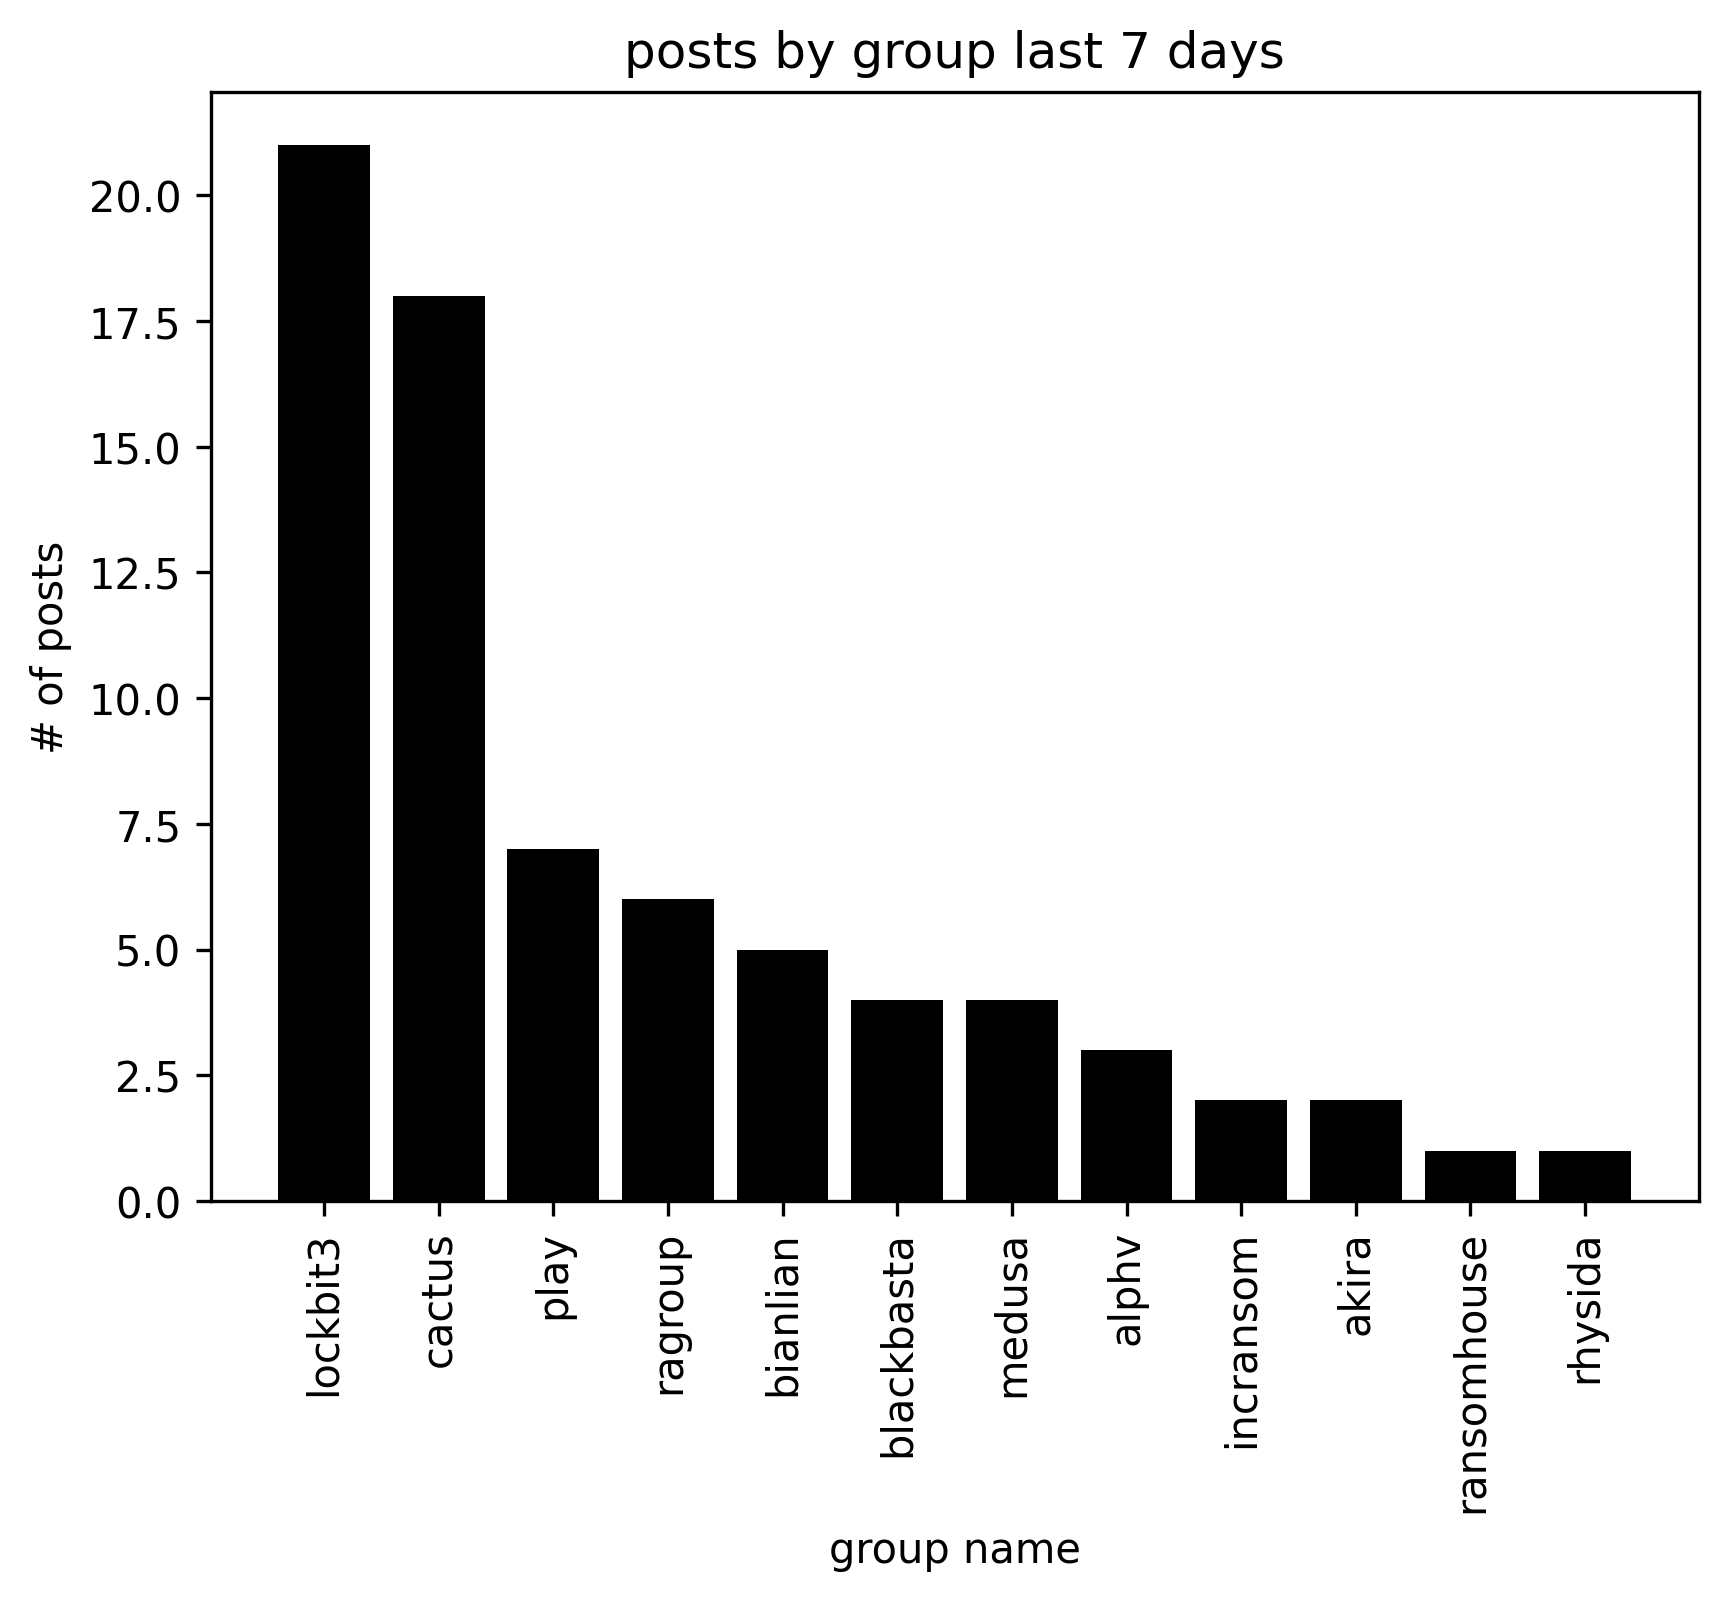 posts by group last 7 days
# of posts
20.0
17.5
15.0
12.5
10.0
7.5
5.0
2.5
0.0
lockbit3
cactus
play
ragroup
bianlian
blackbasta
medusa
alphv
incransom
akira
ransomhouse
rhysida
group name